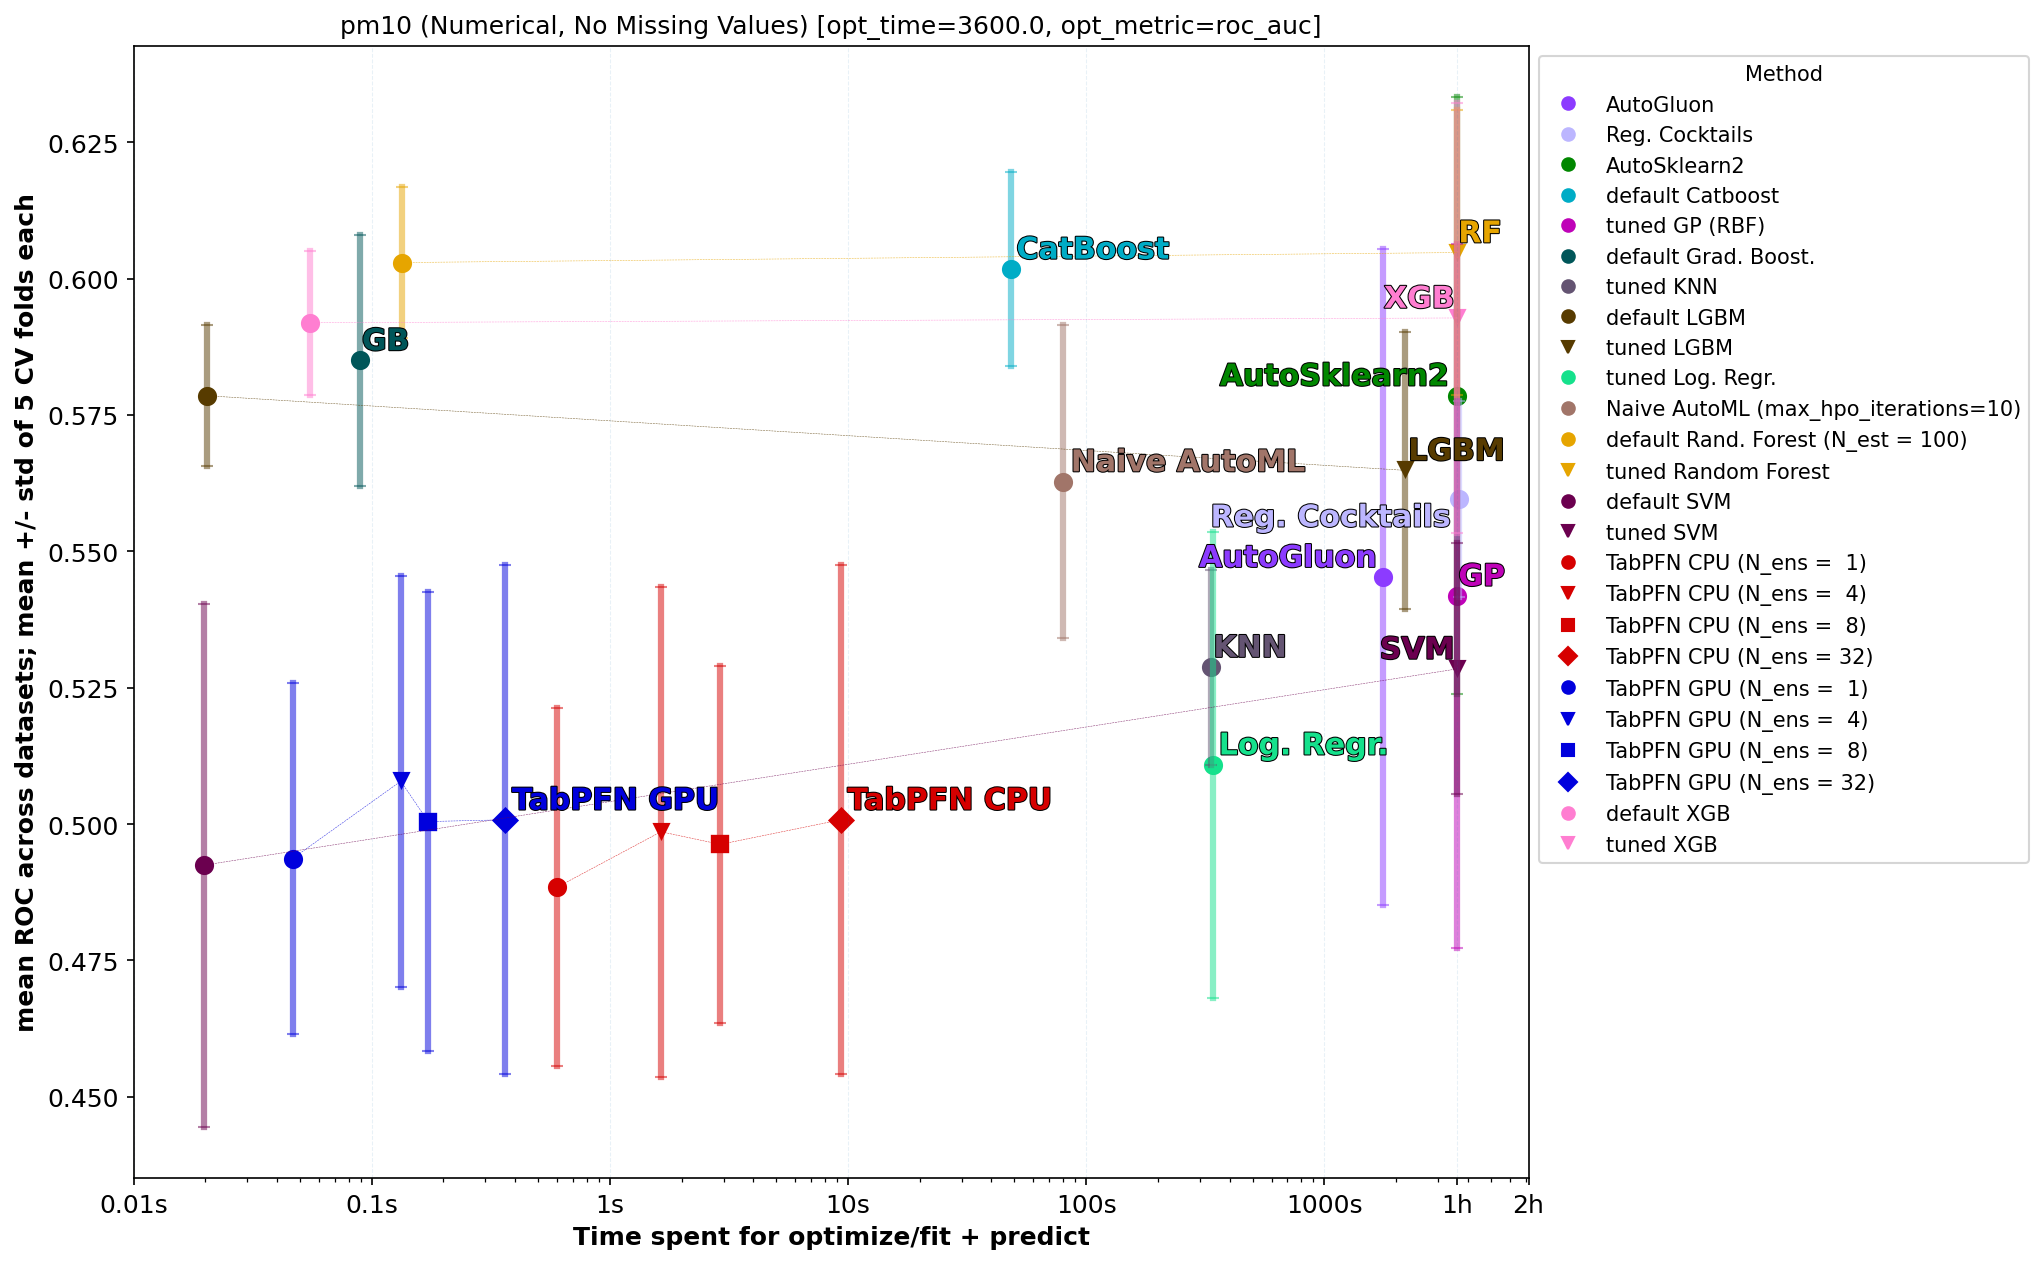 pm10 (Numerical, No Missing Values) [opt_time=3600.0, opt_metric=roc_auc]
mean ROC across datasets; mean +/- std of 5 CV folds each
0.625
0.600
0.575
0.550
0.525
0.500
0.475
0.450
RF
CatBoost
XGB
GB
AutoSklearn2
LGBM
Naive AutoML
Reg. Cocktails
AutoGluon
GP
KNN
SVM
Log. Regr.
TabPFN GPU
TabPFN CPU
0.01s
0.1s
1s
10s
100s
1000s
1h
2h
Time spent for optimize/fit + predict
Method
AutoGluon
Reg. Cocktails
AutoSklearn2
default Catboost
tuned GP (RBF)
default Grad. Boost.
tuned KNN
default LGBM
tuned LGBM
tuned Log. Regr.
Naive AutoML (max_hpo_iterations=10)
default Rand. Forest (N_est = 100)
tuned Random Forest
default SVM
tuned SVM
TabPFN CPU (N_ens =  1)
TabPFN CPU (N_ens =  4)
TabPFN CPU (N_ens =  8)
TabPFN CPU (N_ens = 32)
TabPFN GPU (N_ens =  1)
TabPFN GPU (N_ens =  4)
TabPFN GPU (N_ens =  8)
TabPFN GPU (N_ens = 32)
default XGB
tuned XGB